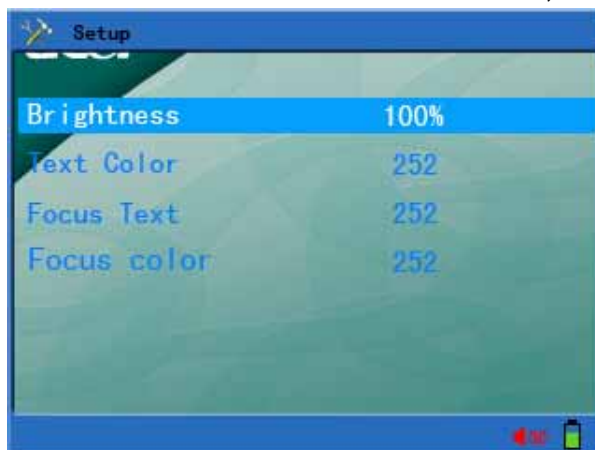 Setup
Brightness 100%
Text Color 252
Focus Text 252
Focus color 252